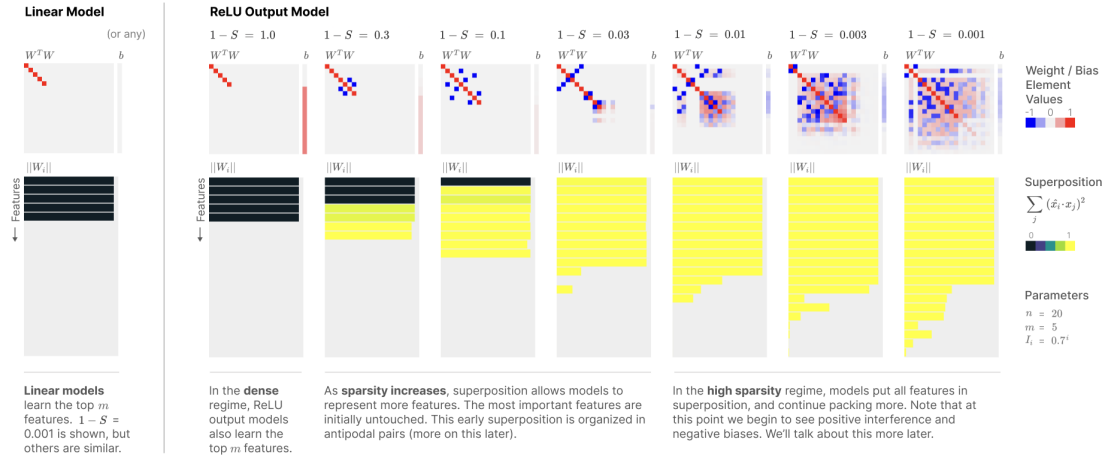 Linear Model
(or any)
W^T W b
||W_i||
Features
Linear models
learn the top m
features. 1 − S =
0.001 is shown, but
others are similar.
ReLU Output Model
1 − S = 1.0
1 − S = 0.3
1 − S = 0.1
1 − S = 0.03
1 − S = 0.01
1 − S = 0.003
1 − S = 0.001
W^T W b
W^T W b
W^T W b
W^T W b
W^T W b
W^T W b
W^T W b
||W_i||
||W_i||
||W_i||
||W_i||
||W_i||
||W_i||
||W_i||
Features
In the dense
regime, ReLU
output models
also learn the
top m features.
As sparsity increases, superposition allows models to
represent more features. The most important features are
initially untouched. This early superposition is organized in
antipodal pairs (more on this later).
In the high sparsity regime, models put all features in
superposition, and continue packing more. Note that at
this point we begin to see positive interference and
negative biases. We'll talk about this more later.
Weight / Bias
Element
Values
-1 0 1
Superposition
∑_j (x̂_i·x_j)²
0 1
Parameters
n = 20
m = 5
I_i = 0.7^i